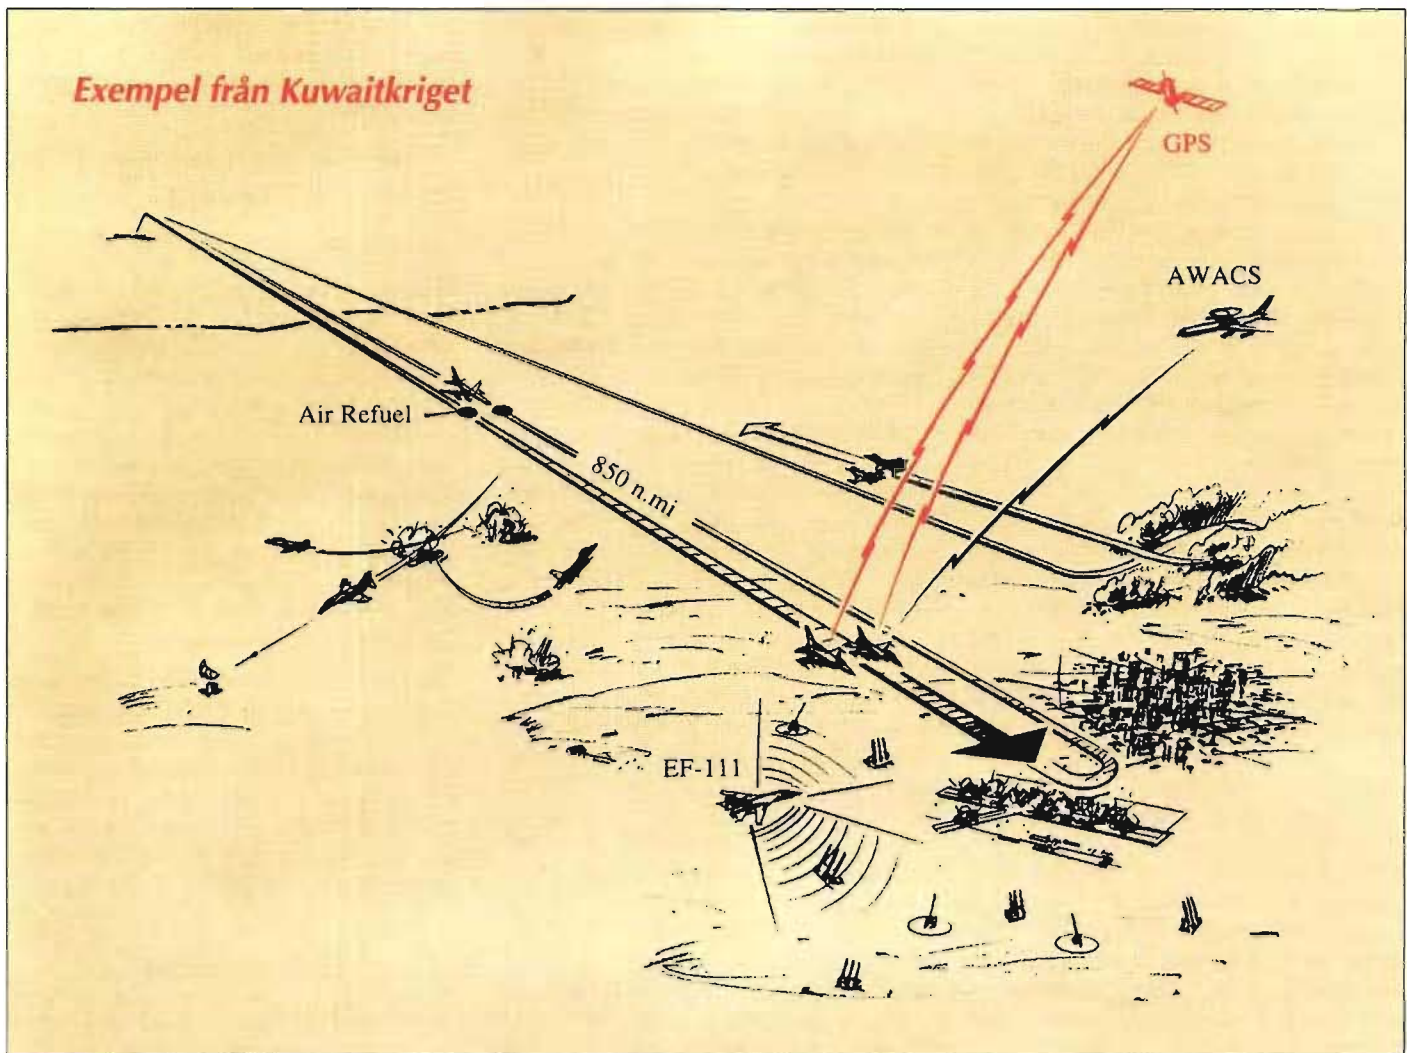 Exempel från Kuwaitkriget
GPS
AWACS
Air Refuel
850 n.mi
EF-111